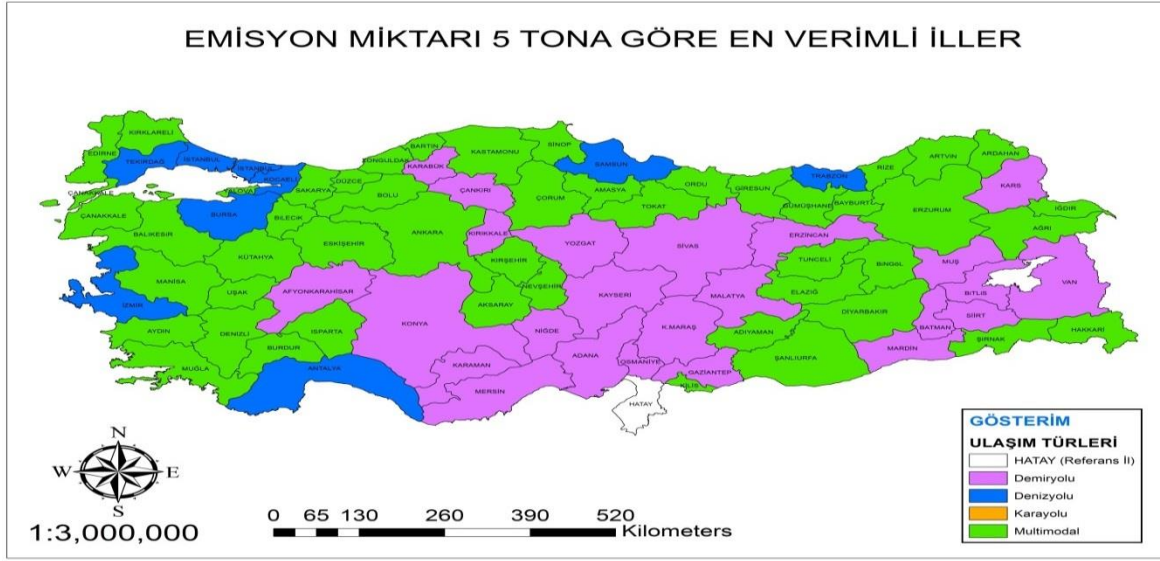 EMİSYON MİKTARI 5 TONA GÖRE EN VERİMLİ İLLER
KIRKLARELİ
EDİRNE
TEKİRDAĞ
İSTANBUL
İSTANBUL
KOCAELİ
YALOVA
ÇANAKKALE
ÇANAKKALE
BALIKESİR
BURSA
BİLECİK
SAKARYA
DÜZCE
ZONGULDAK
BARTIN
KARABÜK
KASTAMONU
SİNOP
SAMSUN
ÇANKIRI
BOLU
ÇORUM
AMASYA
TOKAT
ORDU
GİRESUN
TRABZON
GÜMÜŞHANE
BAYBURT
RİZE
ARTVİN
ARDAHAN
KARS
IĞDIR
AĞRI
ERZURUM
ERZİNCAN
ANKARA
KIRIKKALE
YOZGAT
SİVAS
ESKİŞEHİR
KÜTAHYA
MANİSA
İZMİR
UŞAK
AFYONKARAHİSAR
KIRŞEHİR
NEVŞEHİR
AKSARAY
KAYSERİ
MALATYA
TUNCELİ
BİNGÖL
ELAZIĞ
MUŞ
BİTLİS
VAN
SİİRT
BATMAN
DİYARBAKIR
HAKKARİ
ŞIRNAK
MARDİN
ŞANLIURFA
ADIYAMAN
K.MARAŞ
GAZİANTEP
KİLİS
OSMANİYE
HATAY
ADANA
NİĞDE
KONYA
KARAMAN
MERSİN
ISPARTA
BURDUR
DENİZLİ
AYDIN
MUĞLA
ANTALYA
GÖSTERİM
ULAŞIM TÜRLERİ
HATAY (Referans İl)
Demiryolu
Denizyolu
Karayolu
Multimodal
N
W E
S
1:3,000,000
0 65 130 260 390 520
Kilometers